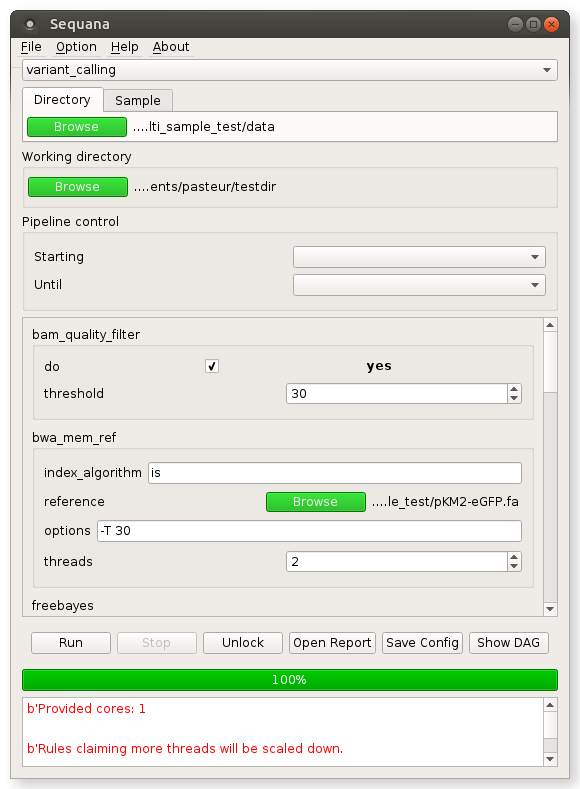 Sequana
File Option Help About
variant_calling
Directory Sample
Browse ....lti_sample_test/data
Working directory
Browse ....ents/pasteur/testdir
Pipeline control
Starting
Until
bam_quality_filter
do yes
threshold 30
bwa_mem_ref
index_algorithm is
reference Browse ....le_test/pKM2-eGFP.fa
options -T 30
threads 2
freebayes
Run Stop Unlock Open Report Save Config Show DAG
100%
b'Provided cores: 1
b'Rules claiming more threads will be scaled down.